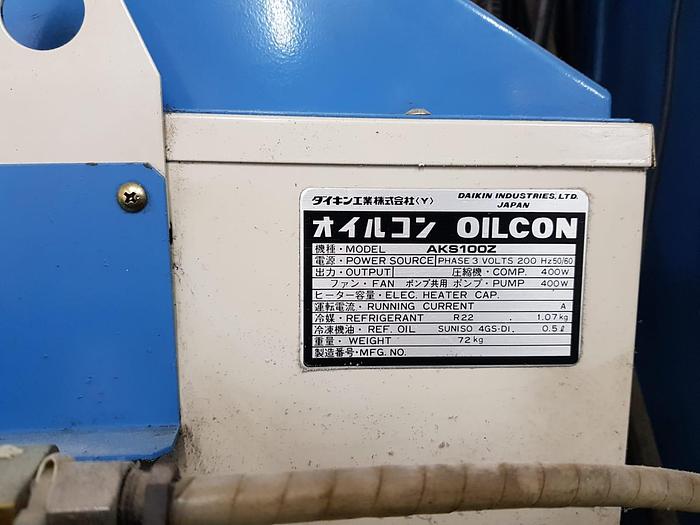 ダイキン工業株式会社〈Y〉 DAIKIN INDUSTRIES, LTD.
JAPAN
オイルコン OILCON
機種・MODEL AKS100Z
電源・POWER SOURCE PHASE 3 VOLTS 200 Hz 50/60
出力・OUTPUT 圧縮機・COMP. 400W
ファン・FAN ポンプ共用 ポンプ・PUMP 400W
ヒーター容量・ELEC. HEATER CAP.
運転電流・RUNNING CURRENT A
冷媒・REFRIGERANT R22 . 1.07kg
冷凍機油・REF. OIL SUNISO 4GS-DI. 0.5ℓ
重量・WEIGHT 72kg
製造番号・MFG. NO.